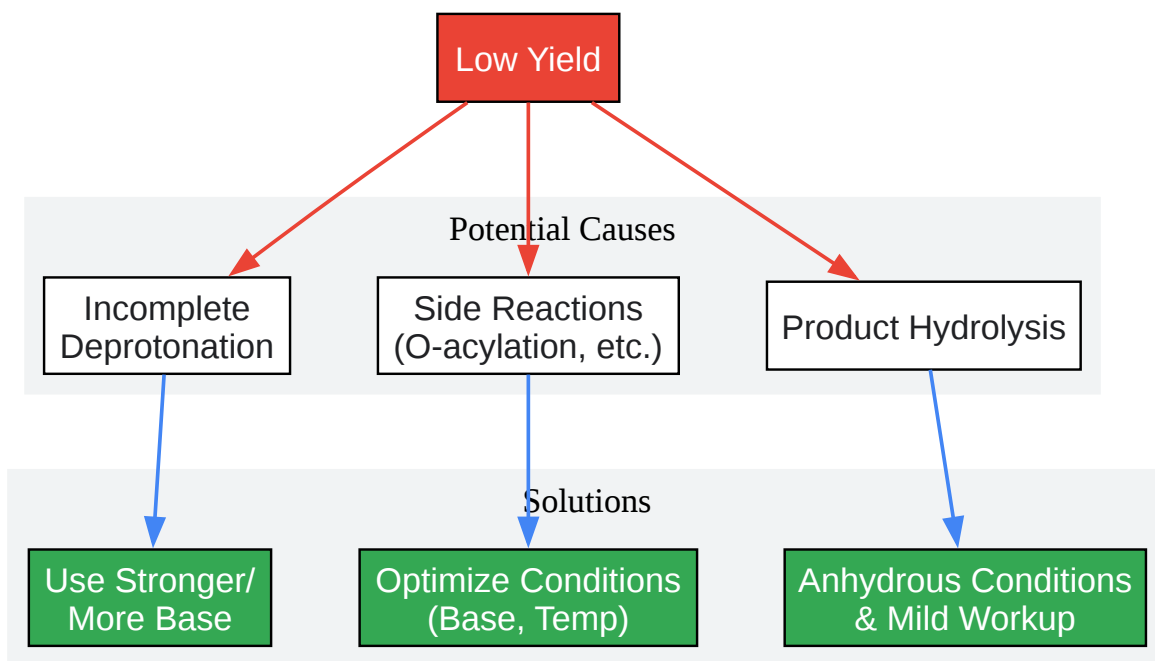 Low Yield
Potential Causes
Incomplete
Deprotonation
Side Reactions
(O-acylation, etc.)
Product Hydrolysis
Solutions
Use Stronger/
More Base
Optimize Conditions
(Base, Temp)
Anhydrous Conditions
& Mild Workup